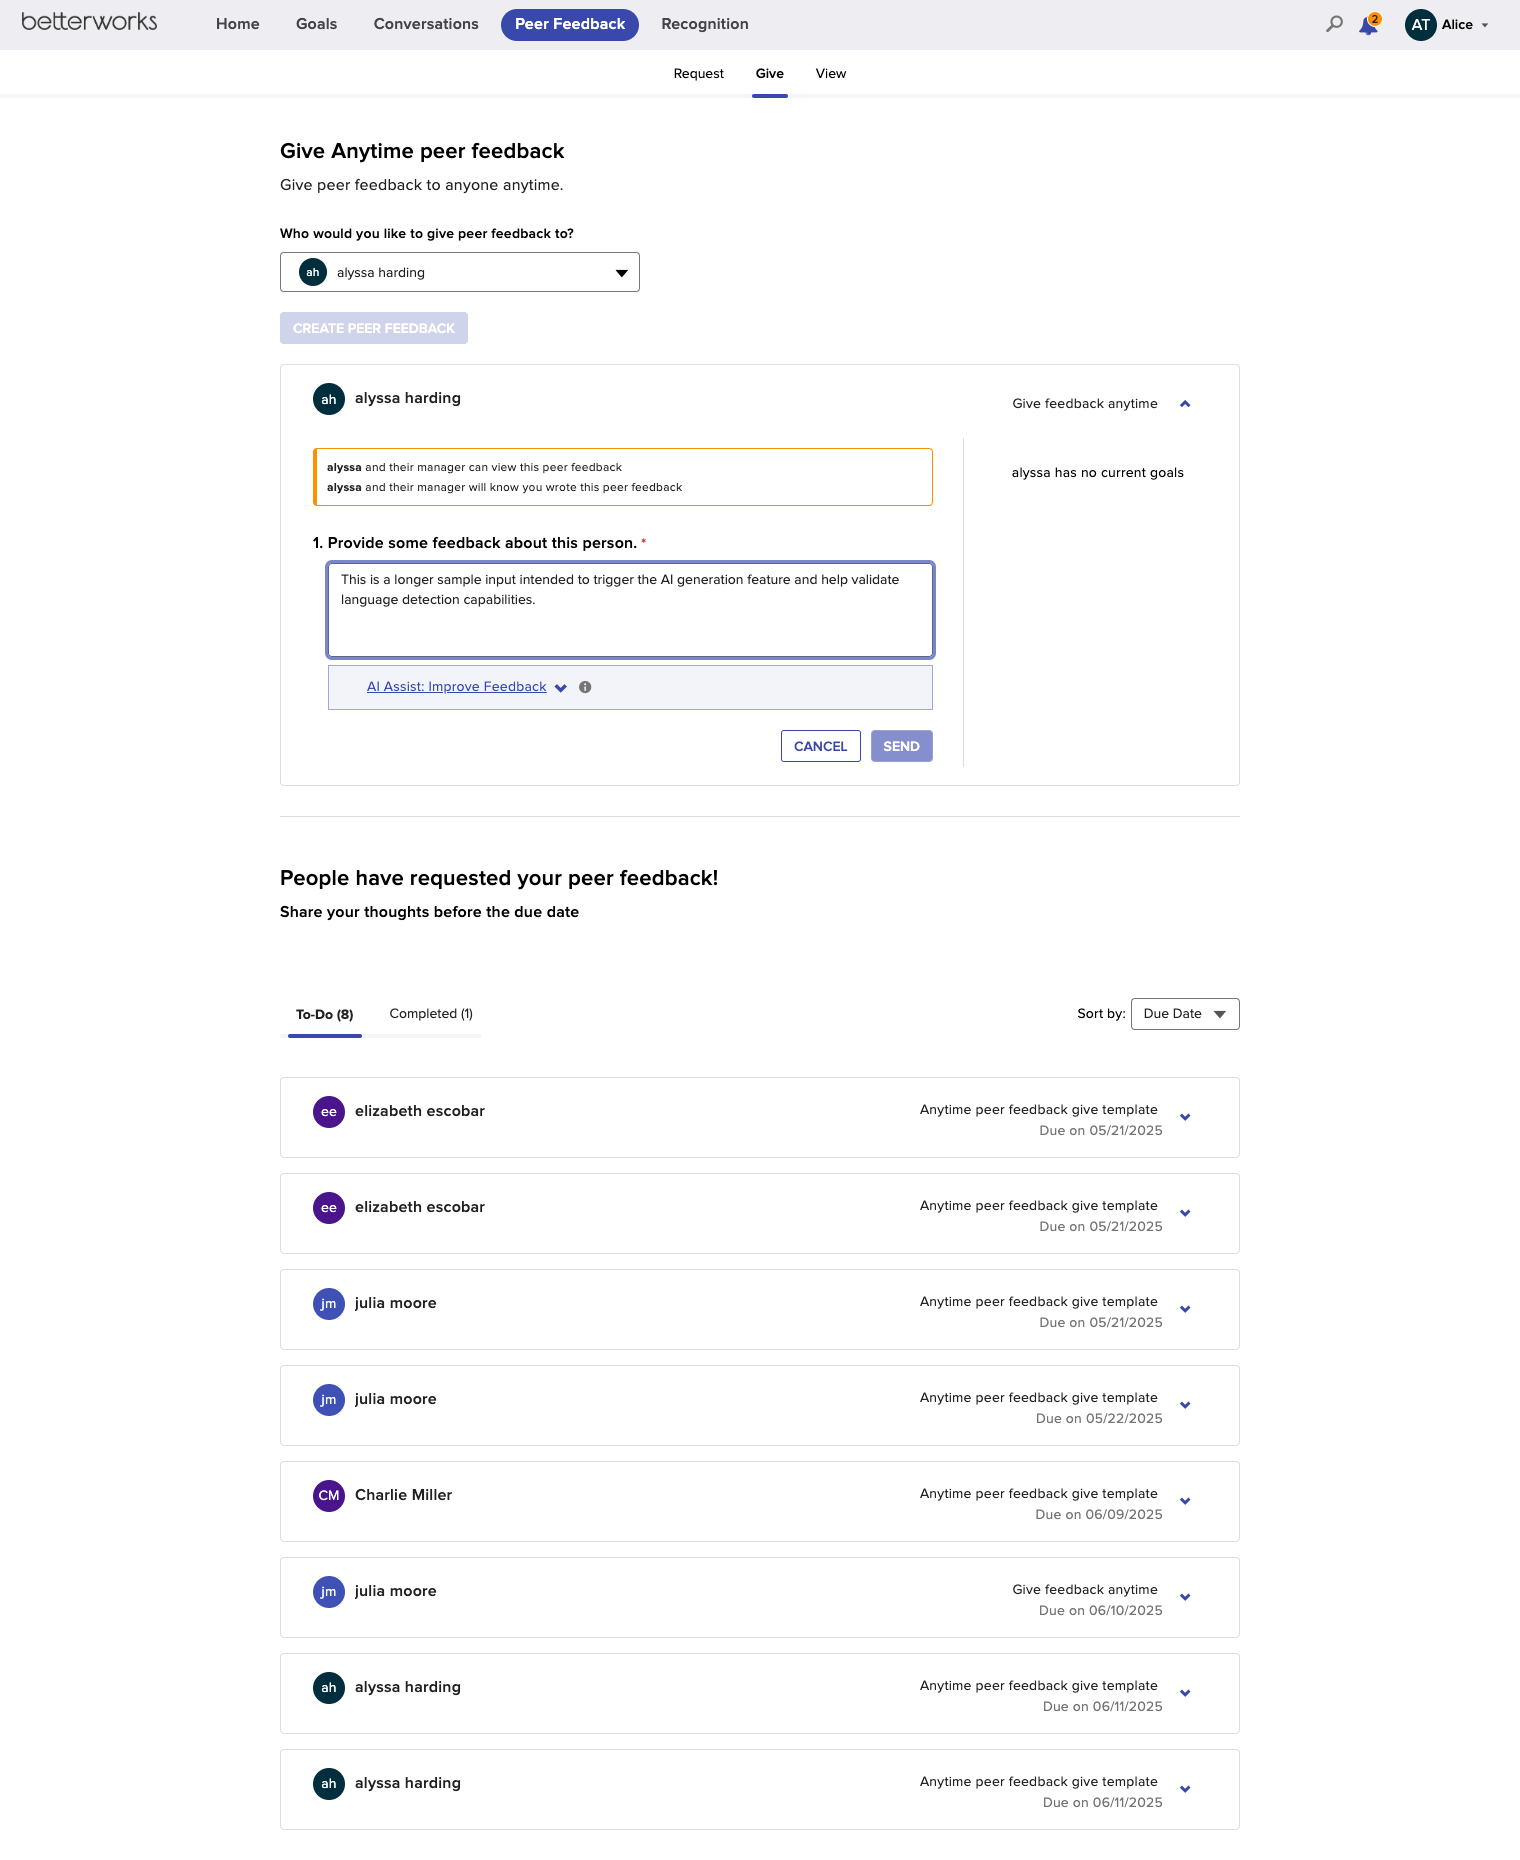 betterworks
Home Goals Conversations Peer Feedback Recognition
2
AT Alice
Request Give View
Give Anytime peer feedback
Give peer feedback to anyone anytime.
Who would you like to give peer feedback to?
ah alyssa harding
CREATE PEER FEEDBACK
ah alyssa harding
Give feedback anytime
alyssa and their manager can view this peer feedback
alyssa and their manager will know you wrote this peer feedback
alyssa has no current goals
1. Provide some feedback about this person. *
This is a longer sample input intended to trigger the AI generation feature and help validate
language detection capabilities.
AI Assist: Improve Feedback
CANCEL SEND
People have requested your peer feedback!
Share your thoughts before the due date
To-Do (8) Completed (1)
Sort by: Due Date
ee elizabeth escobar
Anytime peer feedback give template
Due on 05/21/2025
ee elizabeth escobar
Anytime peer feedback give template
Due on 05/21/2025
jm julia moore
Anytime peer feedback give template
Due on 05/21/2025
jm julia moore
Anytime peer feedback give template
Due on 05/22/2025
CM Charlie Miller
Anytime peer feedback give template
Due on 06/09/2025
jm julia moore
Give feedback anytime
Due on 06/10/2025
ah alyssa harding
Anytime peer feedback give template
Due on 06/11/2025
ah alyssa harding
Anytime peer feedback give template
Due on 06/11/2025